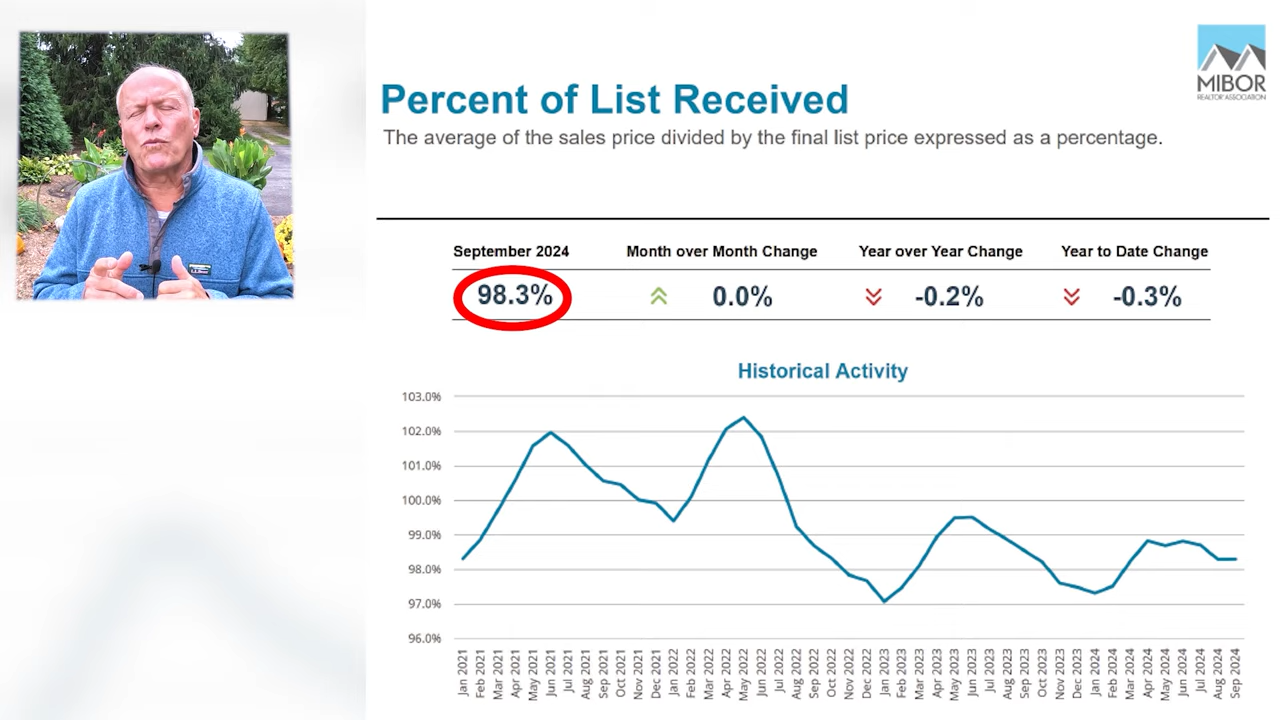 MIBOR
REALTOR ASSOCIATION
Percent of List Received
The average of the sales price divided by the final list price expressed as a percentage.
September 2024
Month over Month Change
Year over Year Change
Year to Date Change
98.3%
0.0%
-0.2%
-0.3%
Historical Activity
103.0%
102.0%
101.0%
100.0%
99.0%
98.0%
97.0%
96.0%
Jan 2021
Feb 2021
Mar 2021
Apr 2021
May 2021
Jun 2021
Jul 2021
Aug 2021
Sep 2021
Oct 2021
Nov 2021
Dec 2021
Jan 2022
Feb 2022
Mar 2022
Apr 2022
May 2022
Jun 2022
Jul 2022
Aug 2022
Sep 2022
Oct 2022
Nov 2022
Dec 2022
Jan 2023
Feb 2023
Mar 2023
Apr 2023
May 2023
Jun 2023
Jul 2023
Aug 2023
Sep 2023
Oct 2023
Nov 2023
Dec 2023
Jan 2024
Feb 2024
Mar 2024
Apr 2024
May 2024
Jun 2024
Jul 2024
Aug 2024
Sep 2024